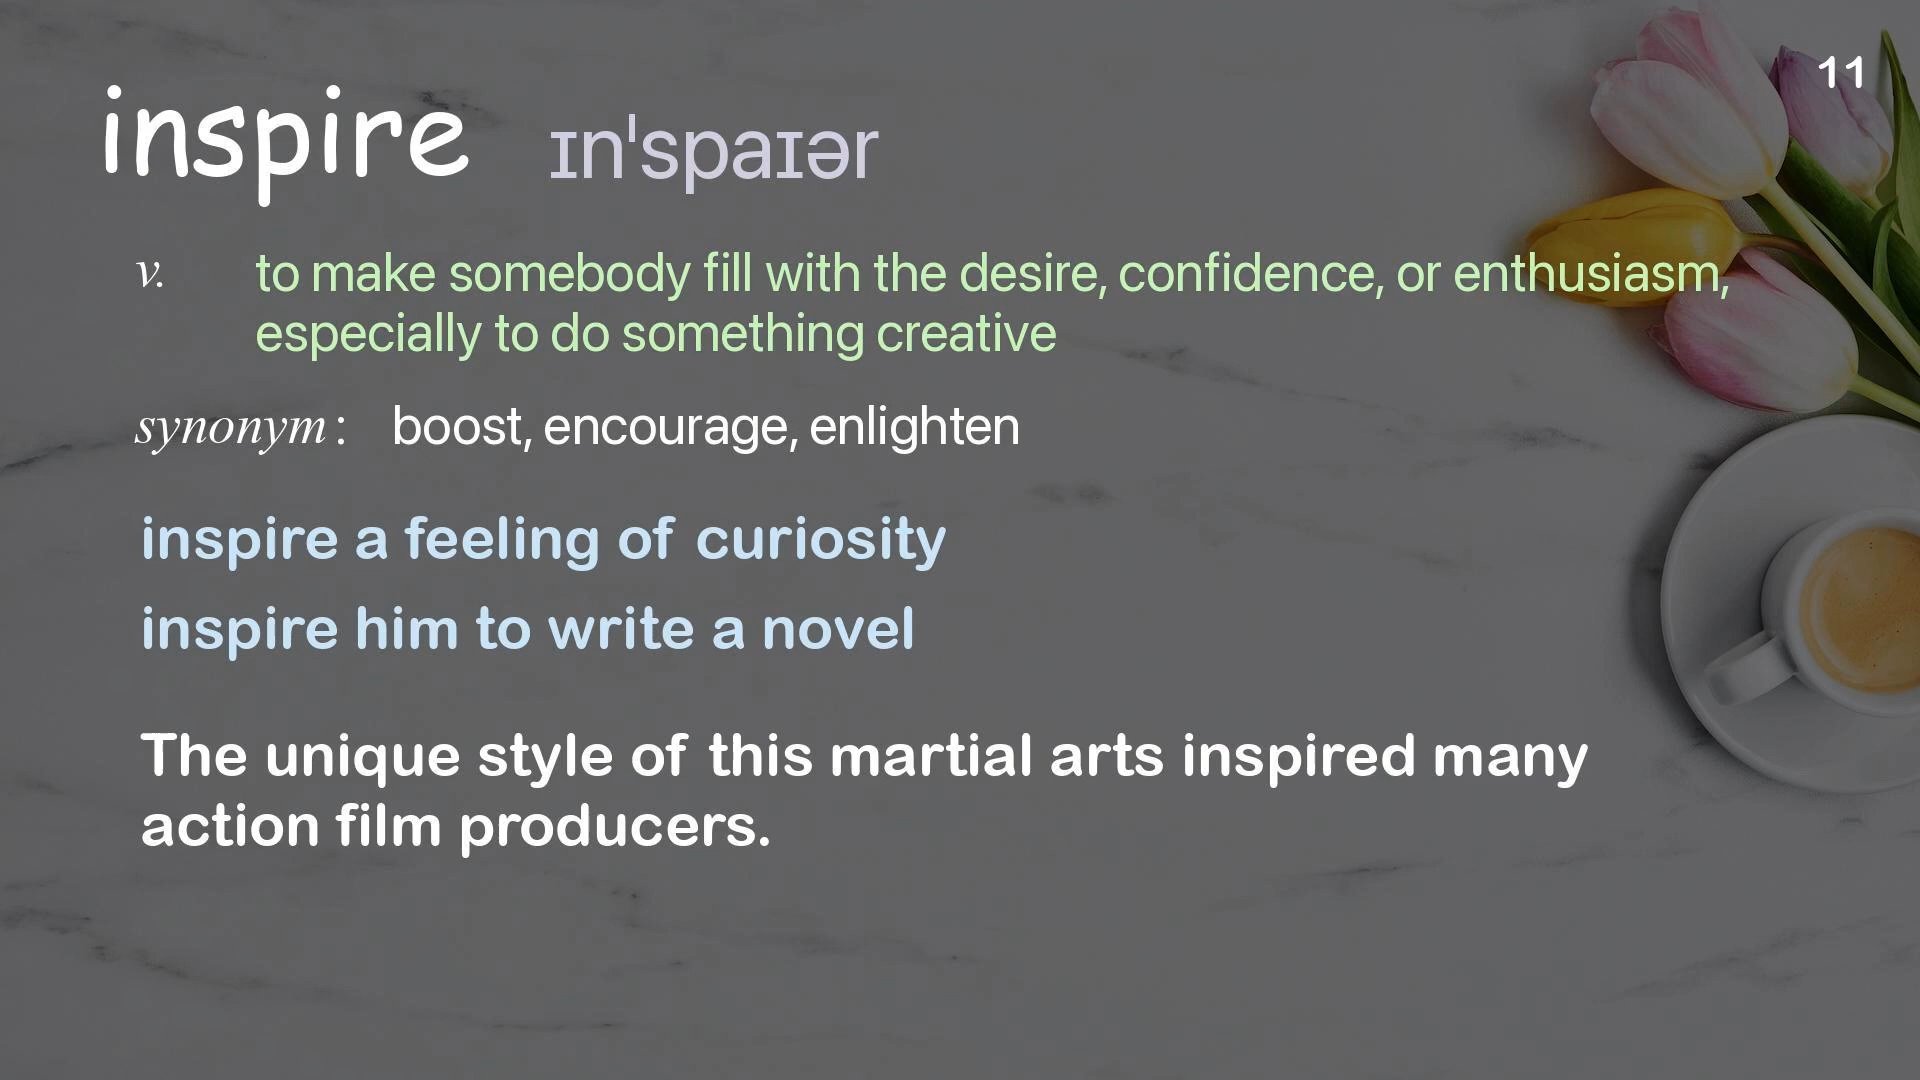 11
inspire ɪnˈspaɪər
v. to make somebody fill with the desire, confidence, or enthusiasm,
especially to do something creative
synonym: boost, encourage, enlighten
inspire a feeling of curiosity
inspire him to write a novel
The unique style of this martial arts inspired many
action film producers.